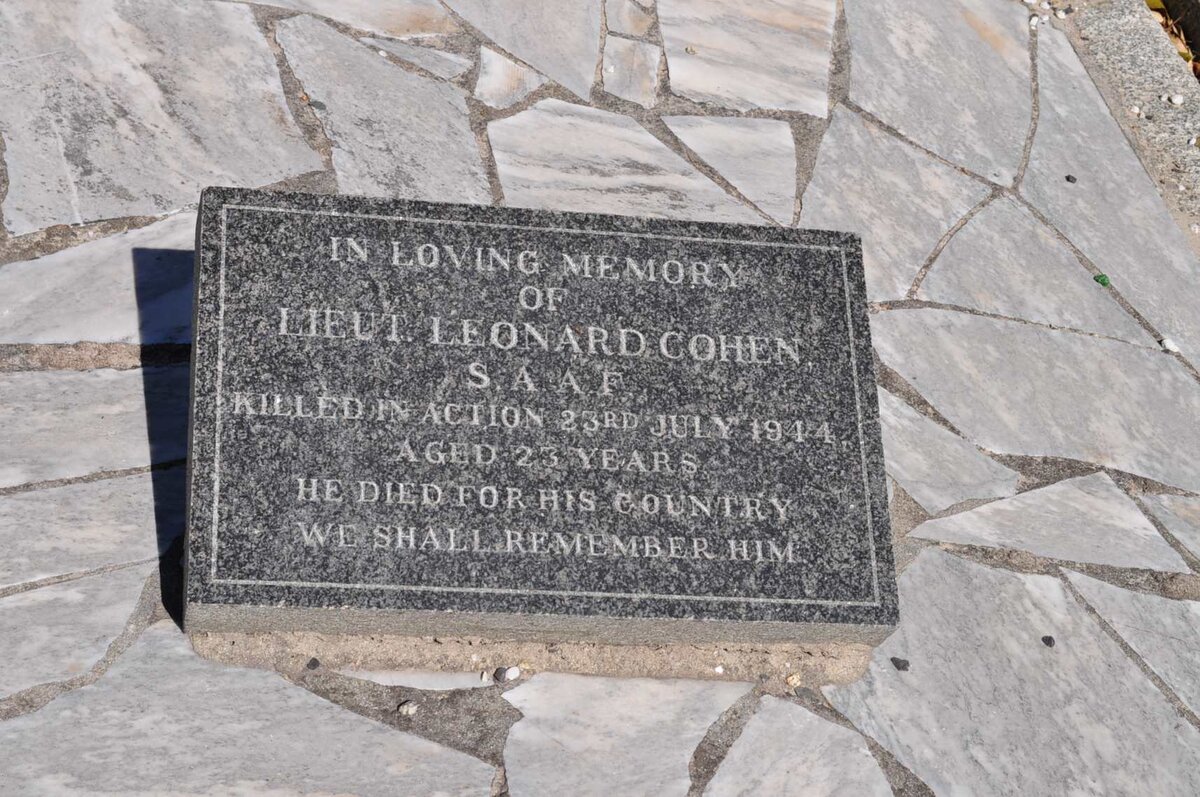 IN LOVING MEMORY
OF
LIEUT. LEONARD COHEN,
S.A.A.F.
KILLED IN ACTION 23RD JULY 1944.
AGED 23 YEARS.
HE DIED FOR HIS COUNTRY
WE SHALL REMEMBER HIM